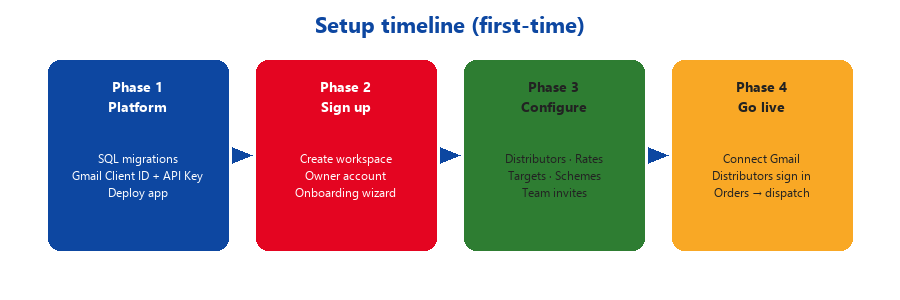 Setup timeline (first-time)
Phase 1
Platform
SQL migrations
Gmail Client ID + API Key
Deploy app
Phase 2
Sign up
Create workspace
Owner account
Onboarding wizard
Phase 3
Configure
Distributors · Rates
Targets · Schemes
Team invites
Phase 4
Go live
Connect Gmail
Distributors sign in
Orders → dispatch